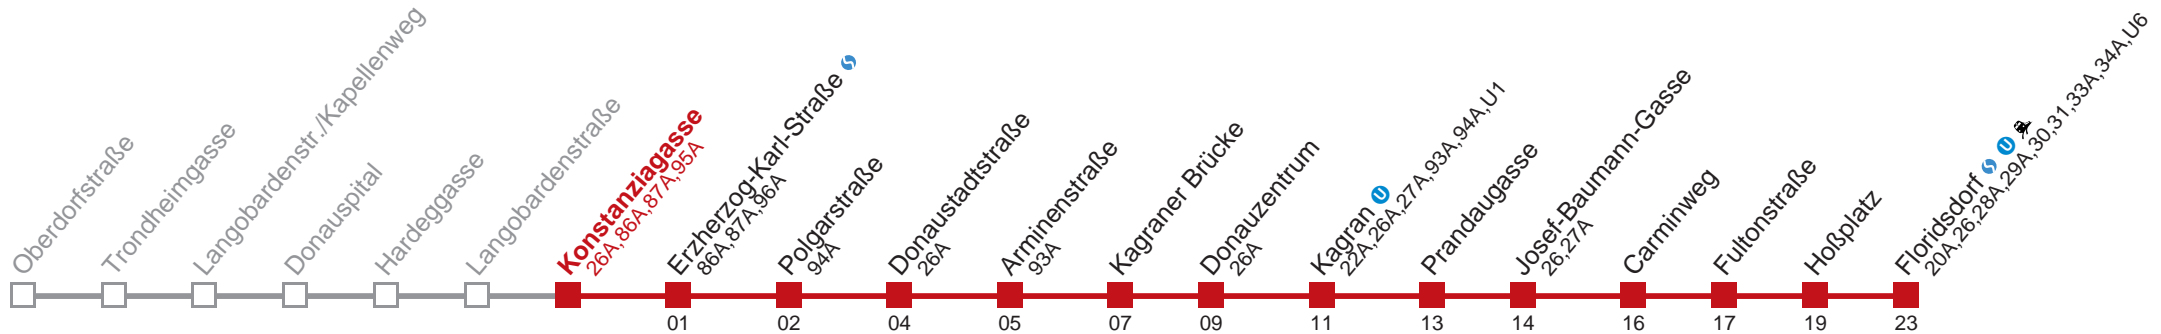 Oberdorfstraße
Trondheimgasse
Langobardenstr./Kapellenweg
Donauspital
Hardeggasse
Langobardenstraße
Konstanziagasse
26A,86A,87A,95A
Erzherzog-Karl-Straße S
86A,87A,96A
01
Polgarstraße
94A
02
Donaustadtstraße
26A
04
Arminenstraße
93A
05
Kagraner Brücke
07
Donauzentrum
26A
09
Kagran U
22A,26A,27A,93A,94A,U1
11
Prandaugasse
13
Josef-Baumann-Gasse
26,27A
14
Carminweg
16
Fultonstraße
17
Hoßplatz
19
Floridsdorf S U
20A,26,28A,29A,30,31,33A,34A,U6
23